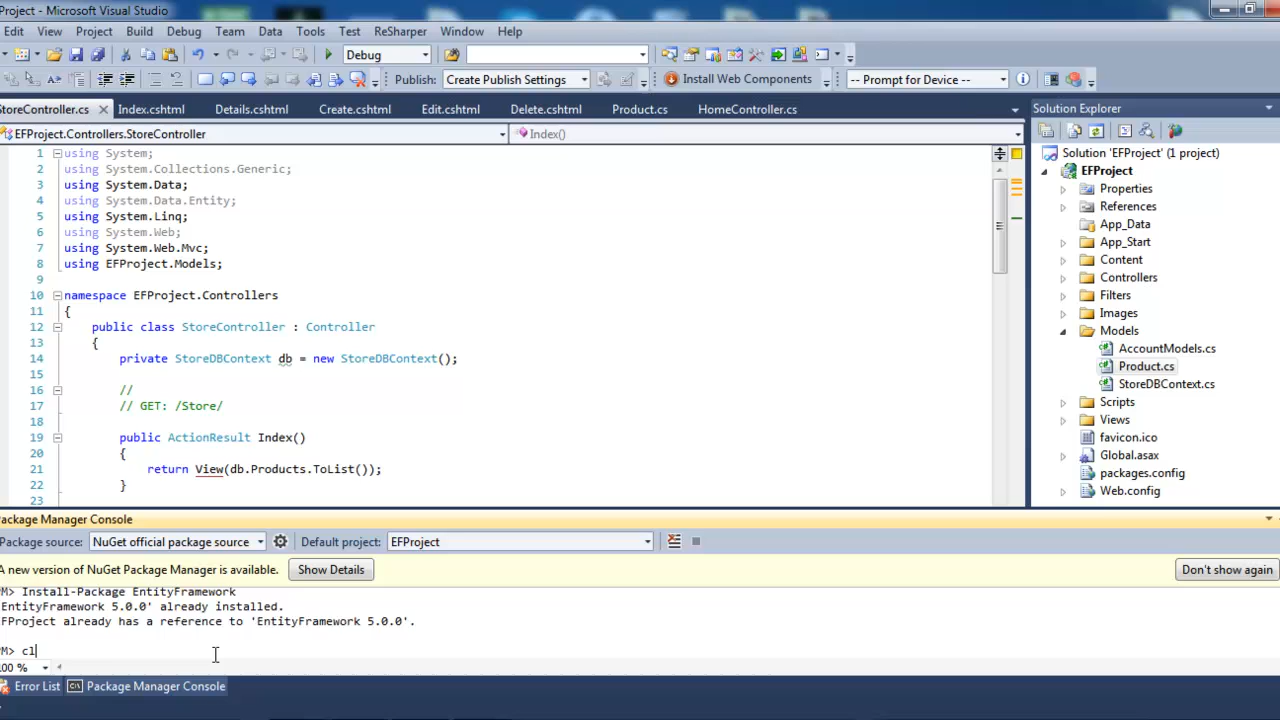 Project - Microsoft Visual Studio
Edit View Project Build Debug Team Data Tools Test ReSharper Window Help
Debug
Publish: Create Publish Settings Install Web Components -- Prompt for Device --
StoreController.cs Index.cshtml Details.cshtml Create.cshtml Edit.cshtml Delete.cshtml Product.cs HomeController.cs
EFProject.Controllers.StoreController Index()
1 using System;
2 using System.Collections.Generic;
3 using System.Data;
4 using System.Data.Entity;
5 using System.Linq;
6 using System.Web;
7 using System.Web.Mvc;
8 using EFProject.Models;
9
10 namespace EFProject.Controllers
11 {
12 public class StoreController : Controller
13 {
14 private StoreDBContext db = new StoreDBContext();
15
16 //
17 // GET: /Store/
18
19 public ActionResult Index()
20 {
21 return View(db.Products.ToList());
22 }
23
Solution Explorer
Solution 'EFProject' (1 project)
EFProject
Properties
References
App_Data
App_Start
Content
Controllers
Filters
Images
Models
AccountModels.cs
Product.cs
StoreDBContext.cs
Scripts
Views
favicon.ico
Global.asax
packages.config
Web.config
Package Manager Console
Package source: NuGet official package source Default project: EFProject
A new version of NuGet Package Manager is available. Show Details Don't show again
PM> Install-Package EntityFramework
'EntityFramework 5.0.0' already installed.
EFProject already has a reference to 'EntityFramework 5.0.0'.
PM> cl
100 %
Error List Package Manager Console